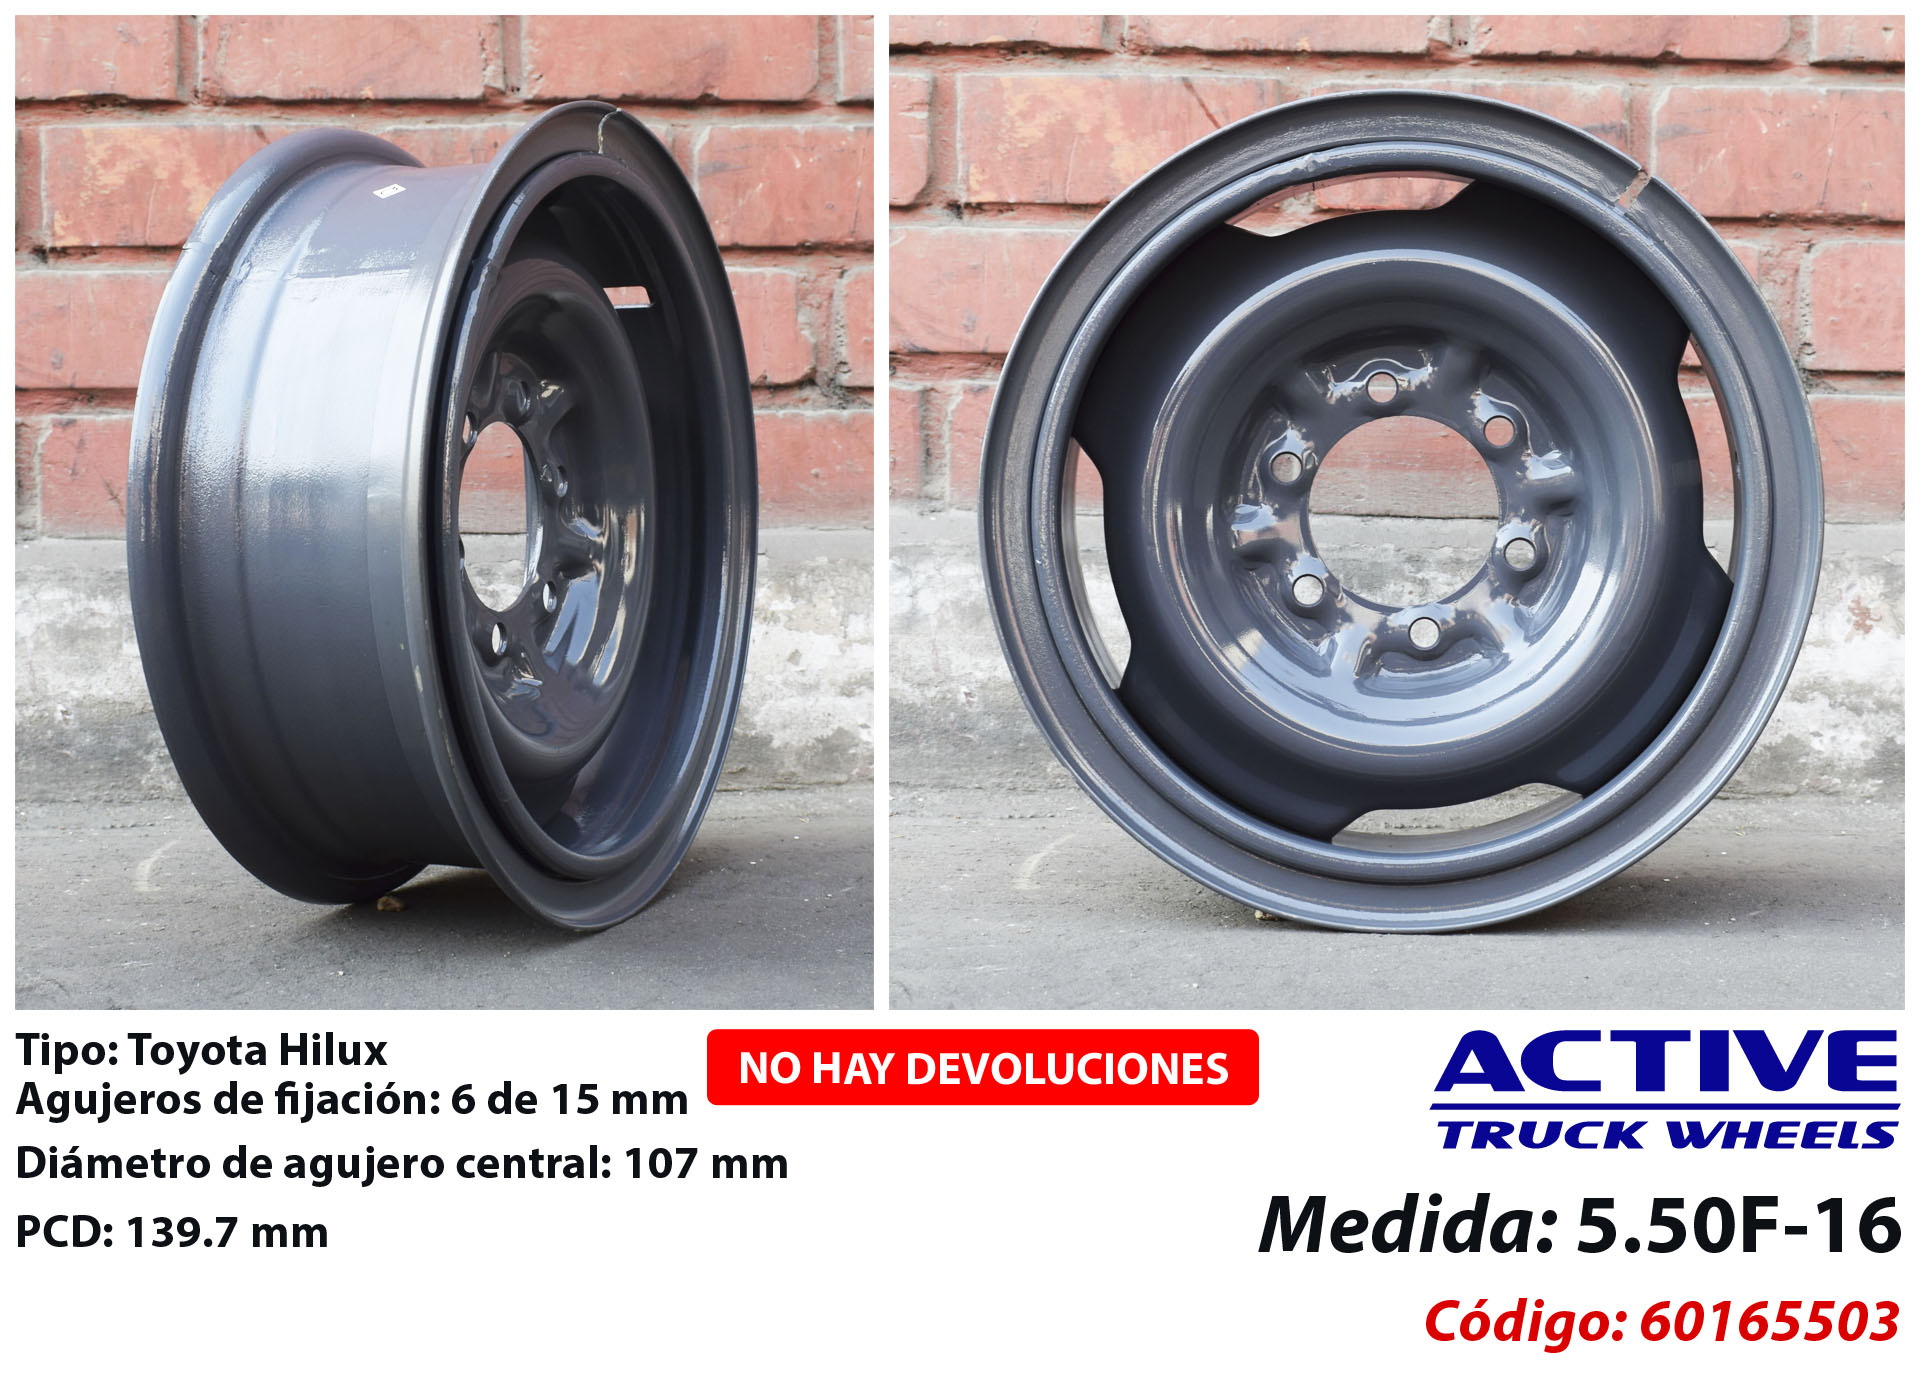 Tipo: Toyota Hilux
Agujeros de fijación: 6 de 15 mm
Diámetro de agujero central: 107 mm
PCD: 139.7 mm
NO HAY DEVOLUCIONES
ACTIVE
TRUCK WHEELS
Medida: 5.50F-16
Código: 60165503